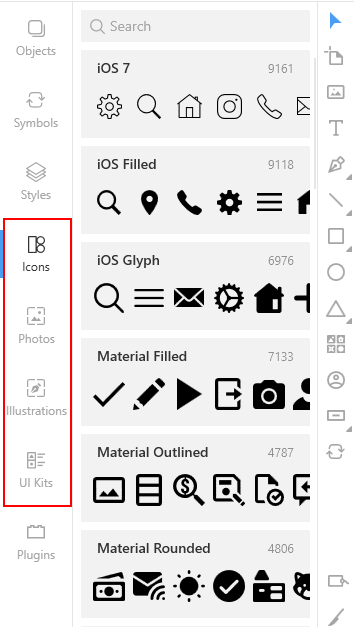 Objects
Symbols
Styles
Icons
Photos
Illustrations
UI Kits
Plugins
Search
iOS 7 9161
iOS Filled 9118
iOS Glyph 6976
Material Filled 7133
Material Outlined 4787
Material Rounded 4806